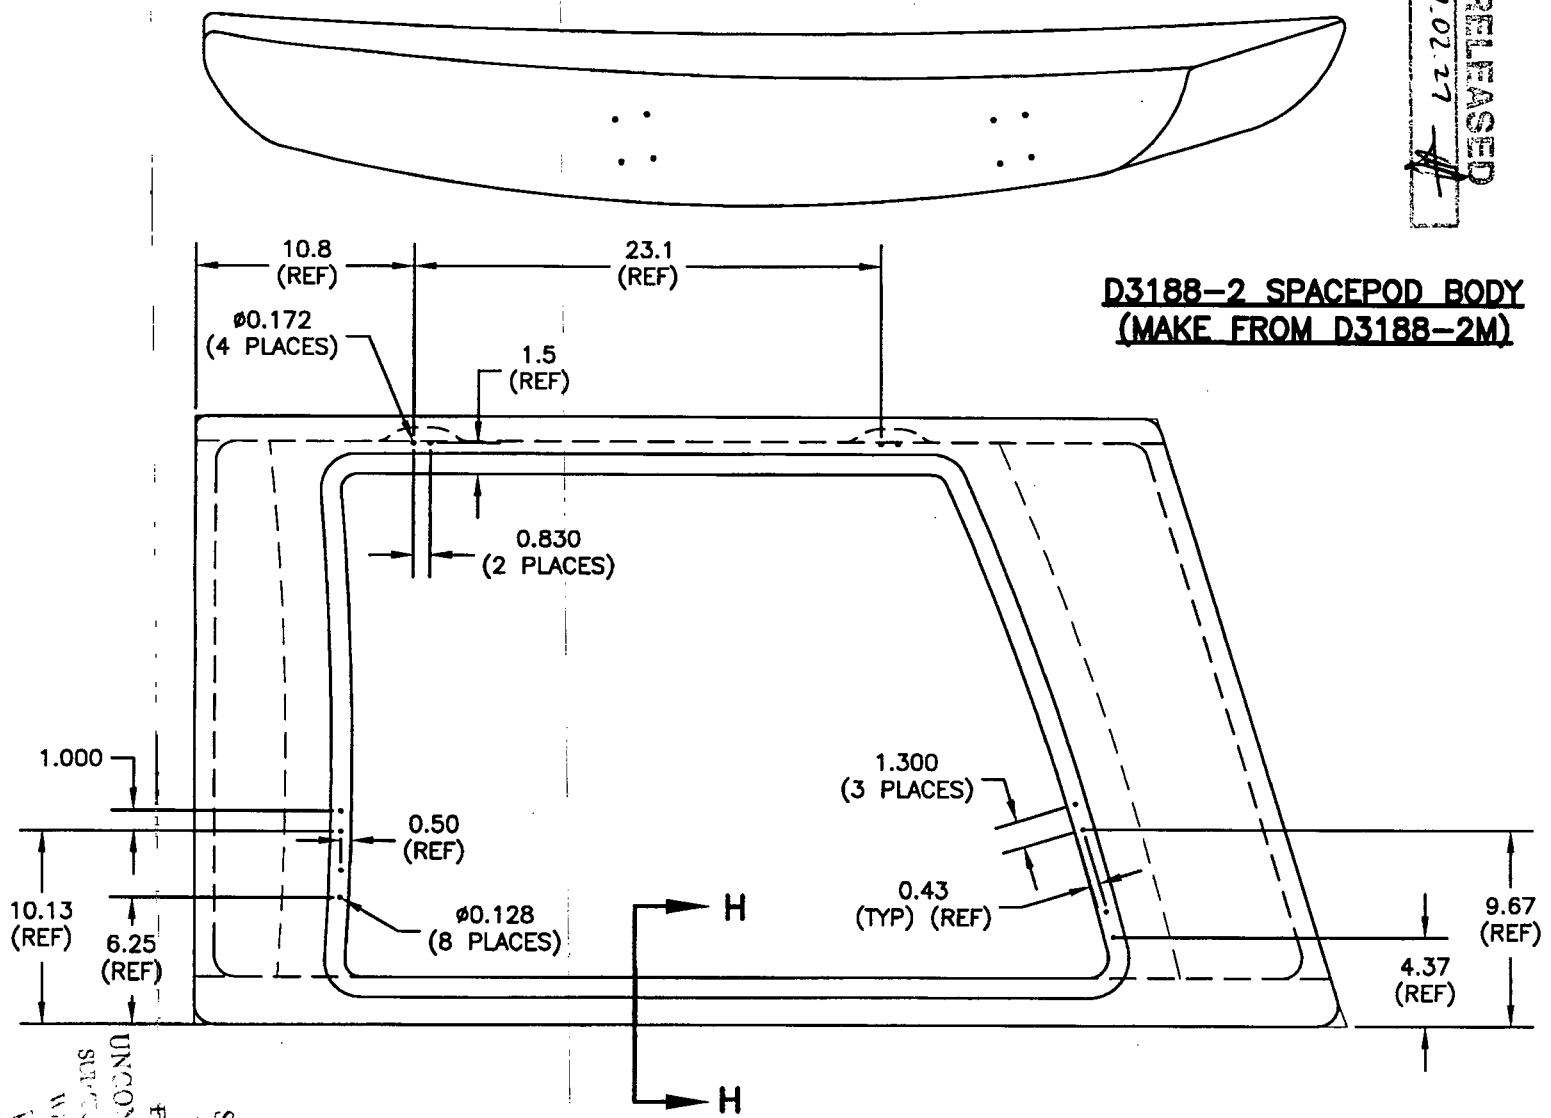 RELEASED
.02.27
10.8
(REF)
23.1
(REF)
D3188-2 SPACEPOD BODY
(MAKE FROM D3188-2M)
ø0.172
(4 PLACES)
1.5
(REF)
0.830
(2 PLACES)
1.000
1.300
(3 PLACES)
0.50
(REF)
10.13
(REF)
6.25
(REF)
ø0.128
(8 PLACES)
H
0.43
(TYP) (REF)
9.67
(REF)
4.37
(REF)
H